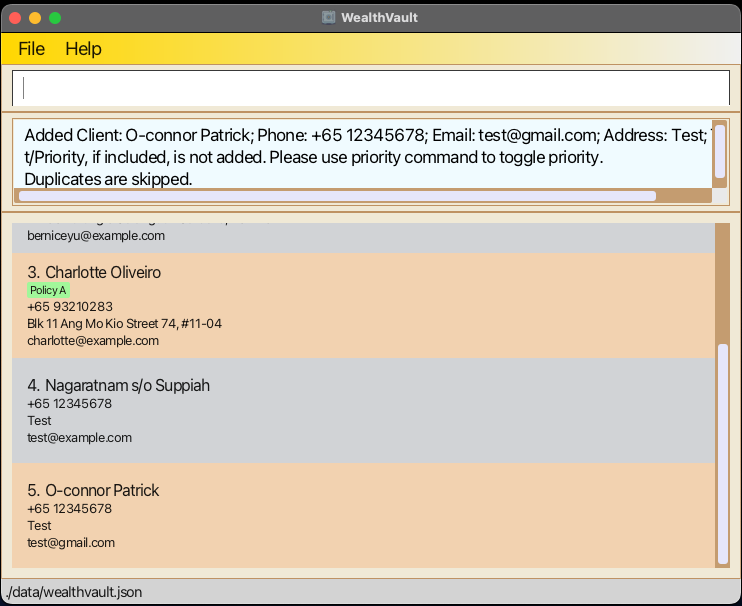 WealthVault
File Help
Added Client: O-connor Patrick; Phone: +65 12345678; Email: test@gmail.com; Address: Test;
t/Priority, if included, is not added. Please use priority command to toggle priority.
Duplicates are skipped.
berniceyu@example.com
3. Charlotte Oliveiro
Policy A
+65 93210283
Blk 11 Ang Mo Kio Street 74, #11-04
charlotte@example.com
4. Nagaratnam s/o Suppiah
+65 12345678
Test
test@example.com
5. O-connor Patrick
+65 12345678
Test
test@gmail.com
./data/wealthvault.json